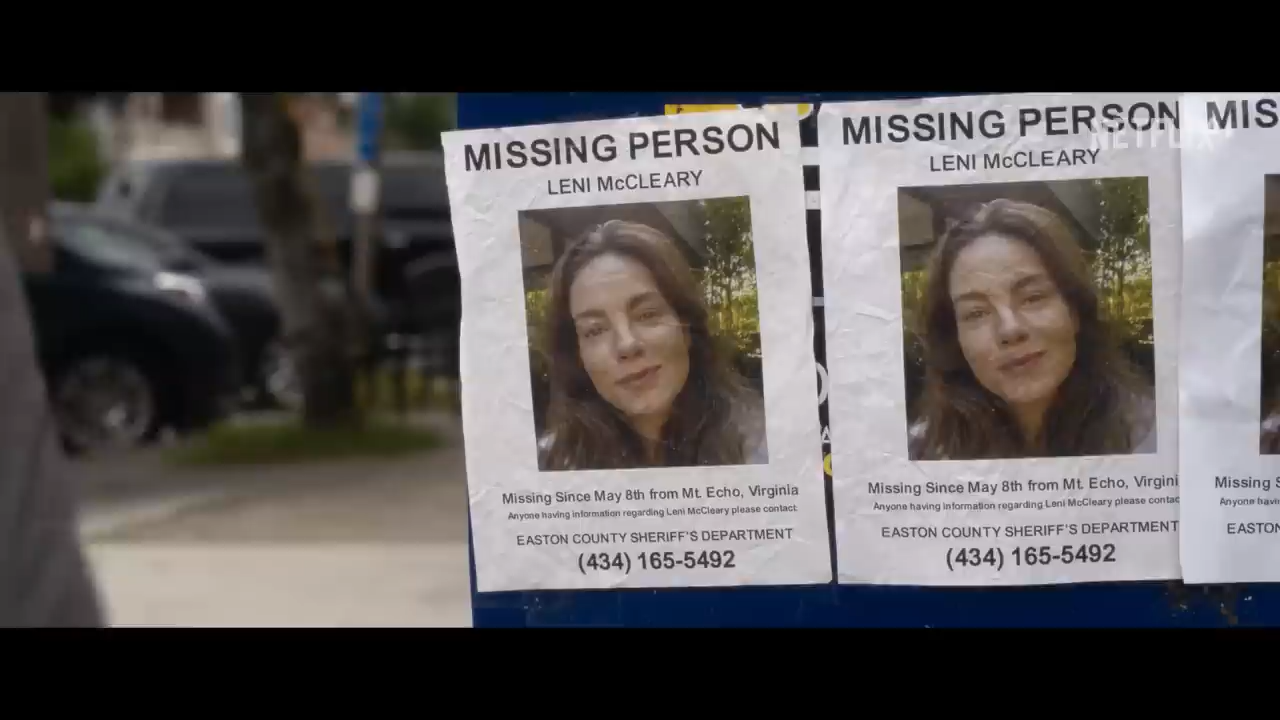 MISSING PERSON
LENI McCLEARY
Missing Since May 8th from Mt. Echo, Virginia
Anyone having information regarding Leni McCleary please contact
EASTON COUNTY SHERIFF'S DEPARTMENT
(434) 165-5492
MISSING PERSON
LENI McCLEARY
Missing Since May 8th from Mt. Echo, Virgini
Anyone having information regarding Leni McCleary please contac
EASTON COUNTY SHERIFF'S DEPARTMENT
(434) 165-5492
MIS
Missing S
Anyone havi
EASTON
NETFLIX